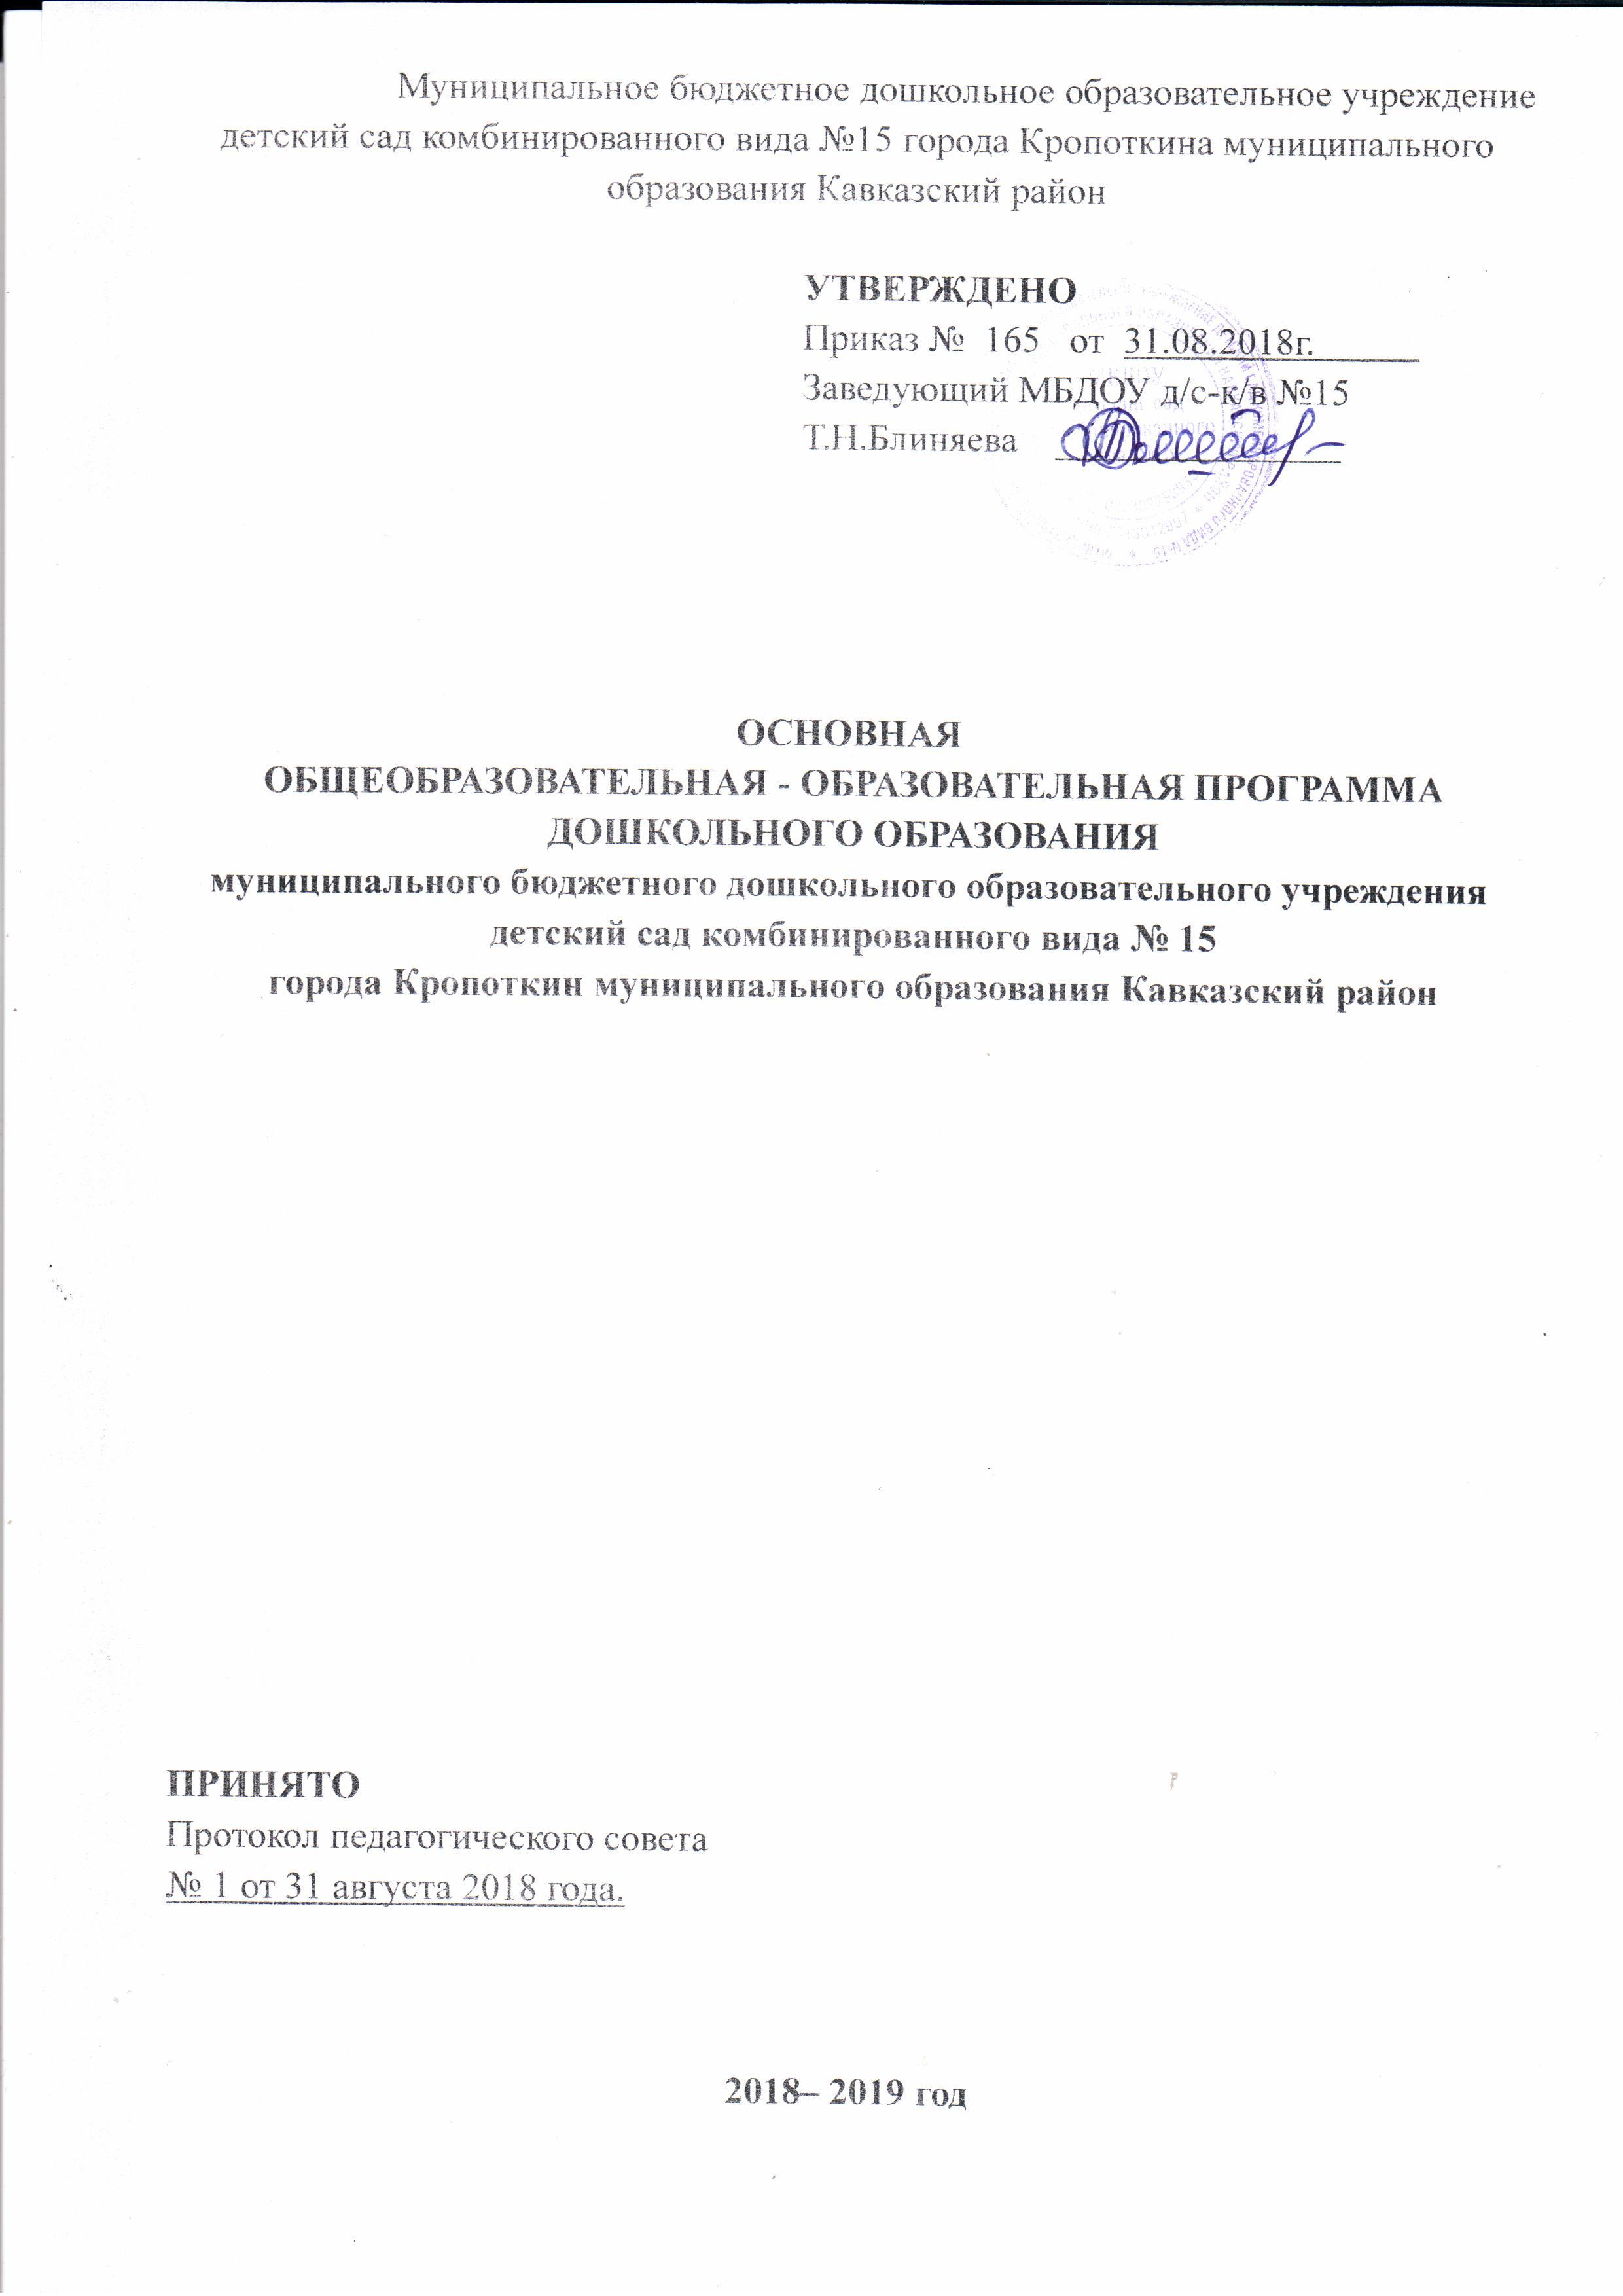 Муниципальное бюджетное дошкольное образовательное учреждение
детский сад комбинированного вида №15 города Кропоткина муниципального
образования Кавказский район
УТВЕРЖДЕНО
Приказ № 165 от 31.08.2018г.
Заведующий МБДОУ д/с-к/в №15
Т.Н.Блиняева
ОСНОВНАЯ
ОБЩЕОБРАЗОВАТЕЛЬНАЯ - ОБРАЗОВАТЕЛЬНАЯ ПРОГРАММА
ДОШКОЛЬНОГО ОБРАЗОВАНИЯ
муниципального бюджетного дошкольного образовательного учреждения
детский сад комбинированного вида № 15
города Кропоткин муниципального образования Кавказский район
ПРИНЯТО
Протокол педагогического совета
№ 1 от 31 августа 2018 года.
2018– 2019 год